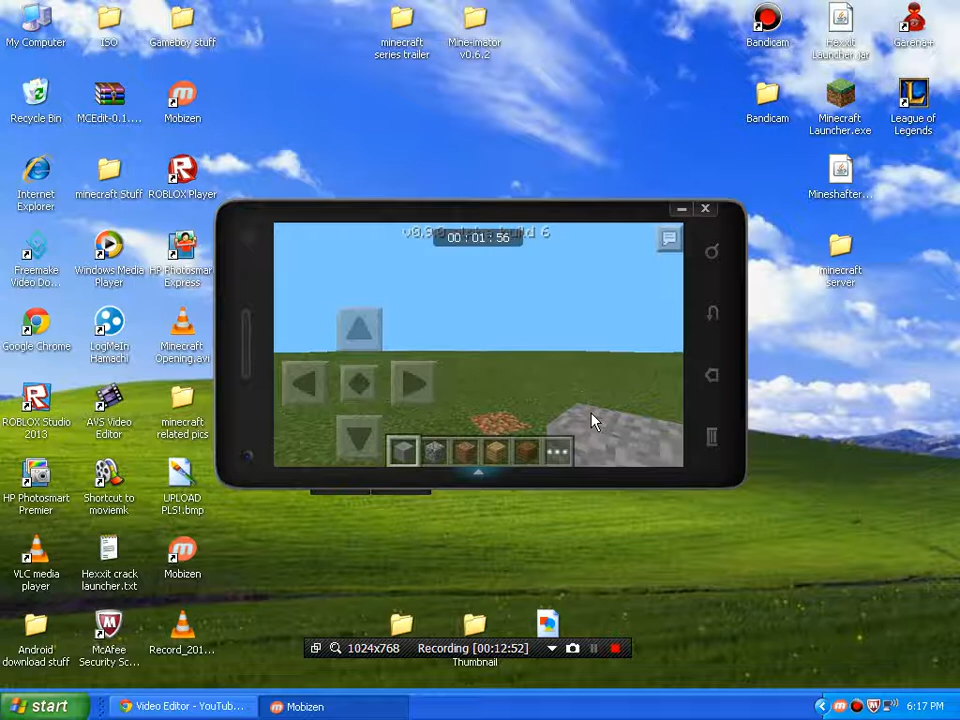 My Computer
ISO
Gameboy stuff
minecraft
series trailer
Mine-imator
v0.6.2
Bandicam
Hexxit
Launcher.jar
Garena+
Recycle Bin
MCEdit-0.1....
Mobizen
Bandicam
Minecraft
Launcher.exe
League of
Legends
Internet
Explorer
minecraft Stuff
ROBLOX Player
Mineshafter...
00:01:56
build 6
Freemake
Video Do...
Windows Media
Player
HP Photosmart
Express
minecraft
server
Google Chrome
LogMeIn
Hamachi
Minecraft
Opening.avi
ROBLOX Studio
2013
AVS Video
Editor
minecraft
related pics
HP Photosmart
Premier
Shortcut to
moviemk
UPLOAD
PLS!.bmp
VLC media
player
Hexxit crack
launcher.txt
Mobizen
Android
download stuff
McAfee
Security Sc...
Record_201...
1024x768
Recording [00:12:52]
Thumbnail
start
Video Editor - YouTub...
Mobizen
6:17 PM